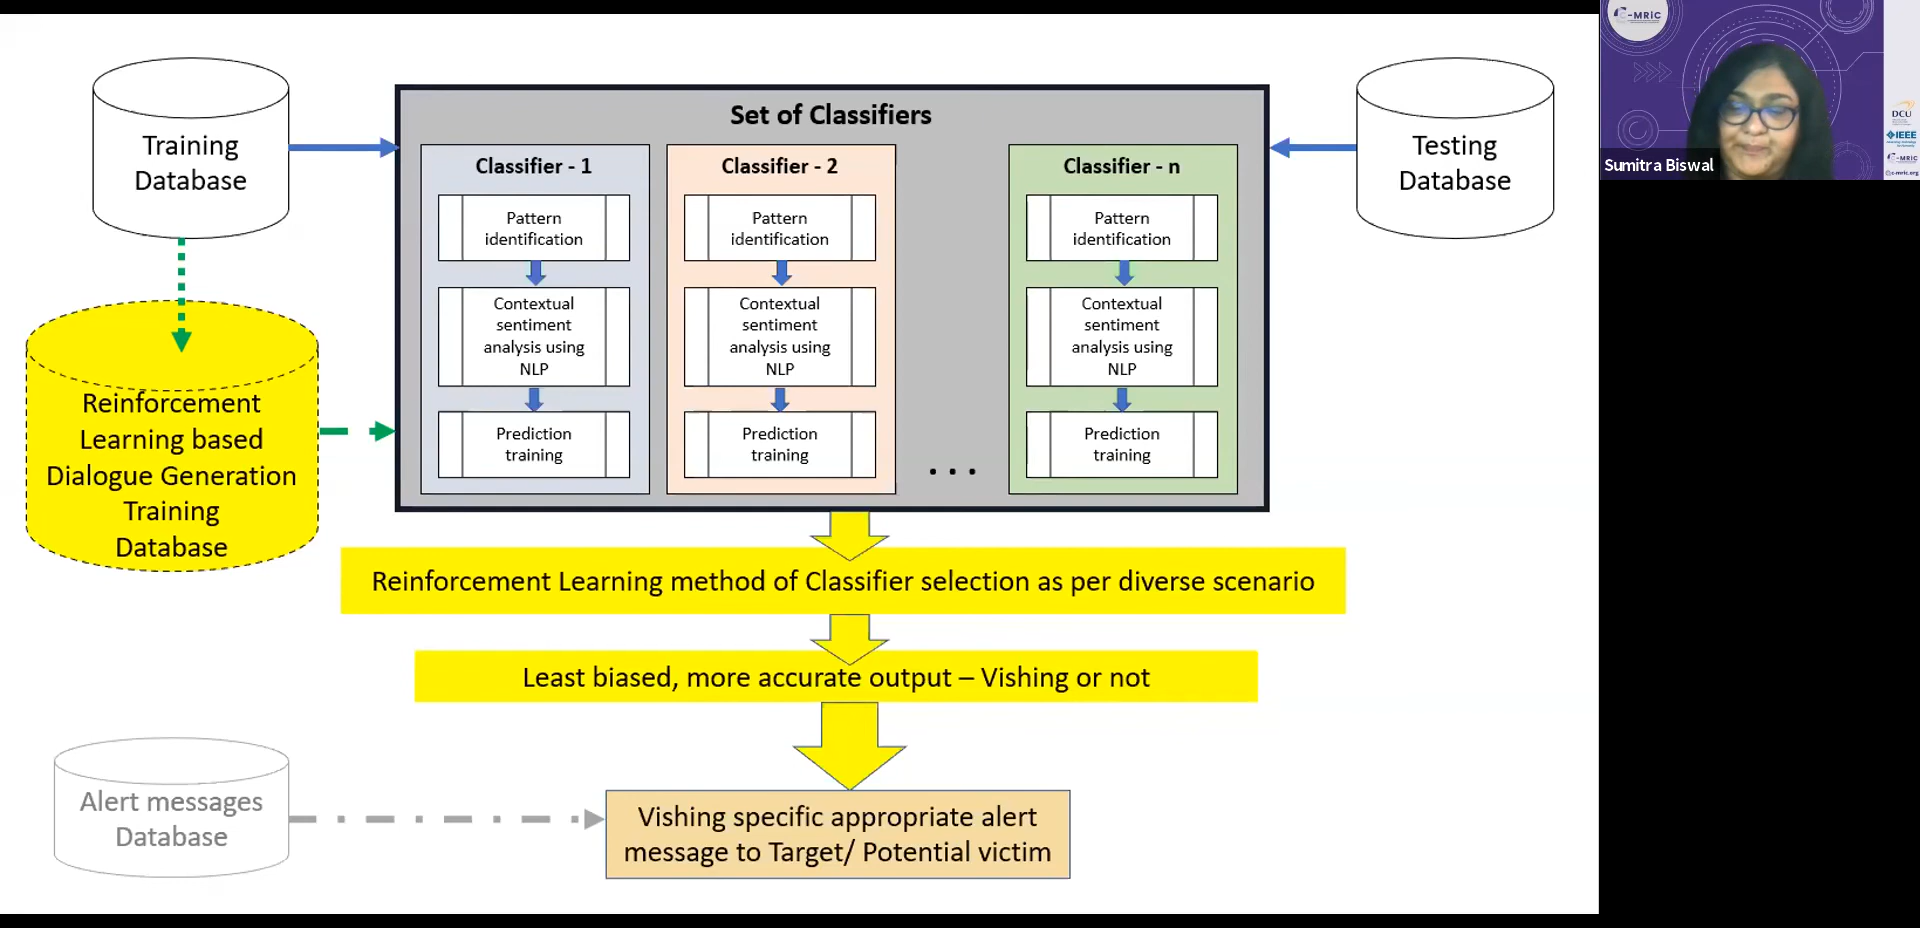 Training
Database
Reinforcement
Learning based
Dialogue Generation
Training
Database
Set of Classifiers
Classifier - 1
Pattern
identification
Contextual
sentiment
analysis using
NLP
Prediction
training
Classifier - 2
Pattern
identification
Contextual
sentiment
analysis using
NLP
Prediction
training
. . .
Classifier - n
Pattern
identification
Contextual
sentiment
analysis using
NLP
Prediction
training
Testing
Database
Reinforcement Learning method of Classifier selection as per diverse scenario
Least biased, more accurate output – Vishing or not
Alert messages
Database
Vishing specific appropriate alert
message to Target/ Potential victim
C-MRiC
Sumitra Biswal
DCU
IEEE
C-MRiC
c-mric.org